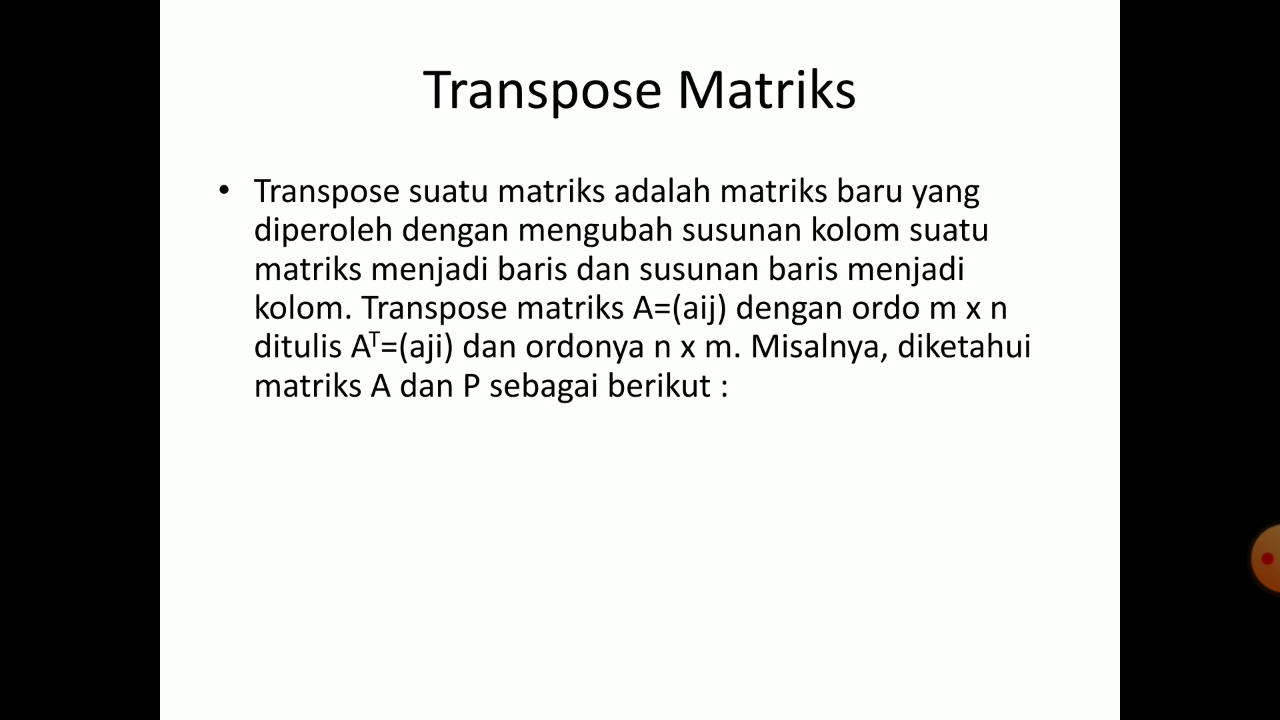 Transpose Matriks
• Transpose suatu matriks adalah matriks baru yang
diperoleh dengan mengubah susunan kolom suatu
matriks menjadi baris dan susunan baris menjadi
kolom. Transpose matriks A=(aij) dengan ordo m x n
ditulis Aᵀ=(aji) dan ordonya n x m. Misalnya, diketahui
matriks A dan P sebagai berikut :